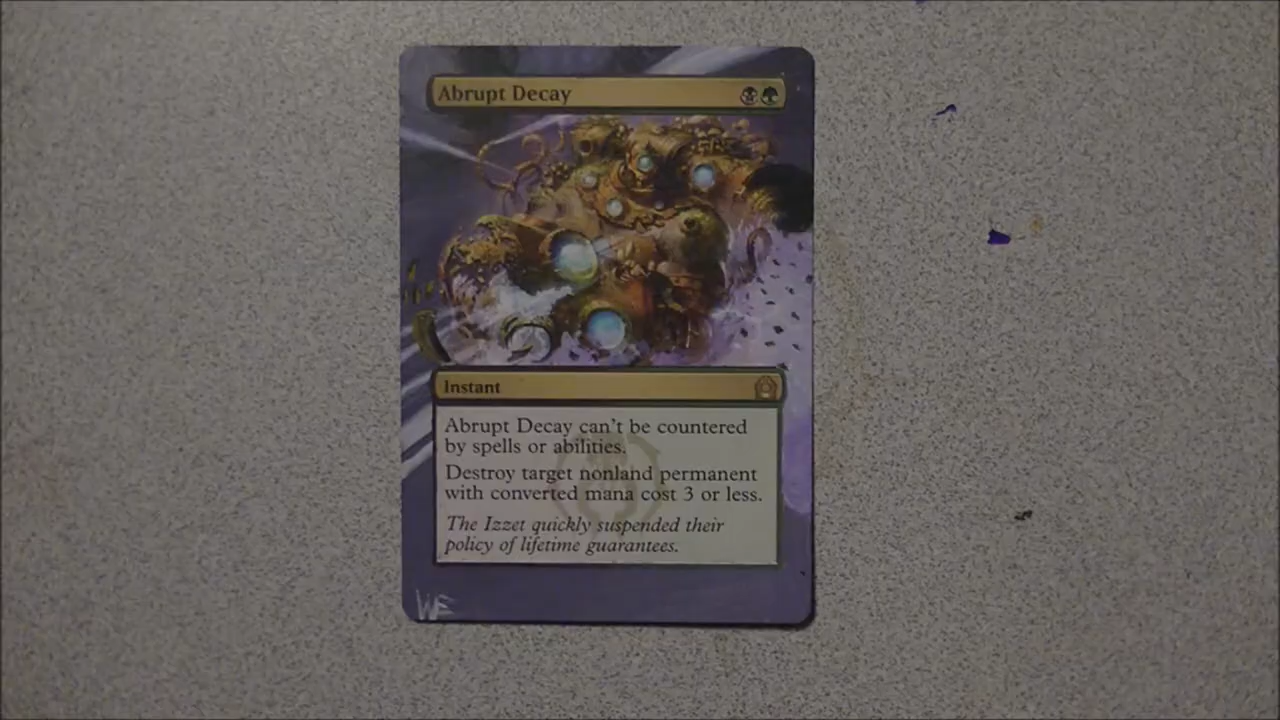 Abrupt Decay
Instant
Abrupt Decay can't be countered
by spells or abilities.
Destroy target nonland permanent
with converted mana cost 3 or less.
The Izzet quickly suspended their
policy of lifetime guarantees.
WE